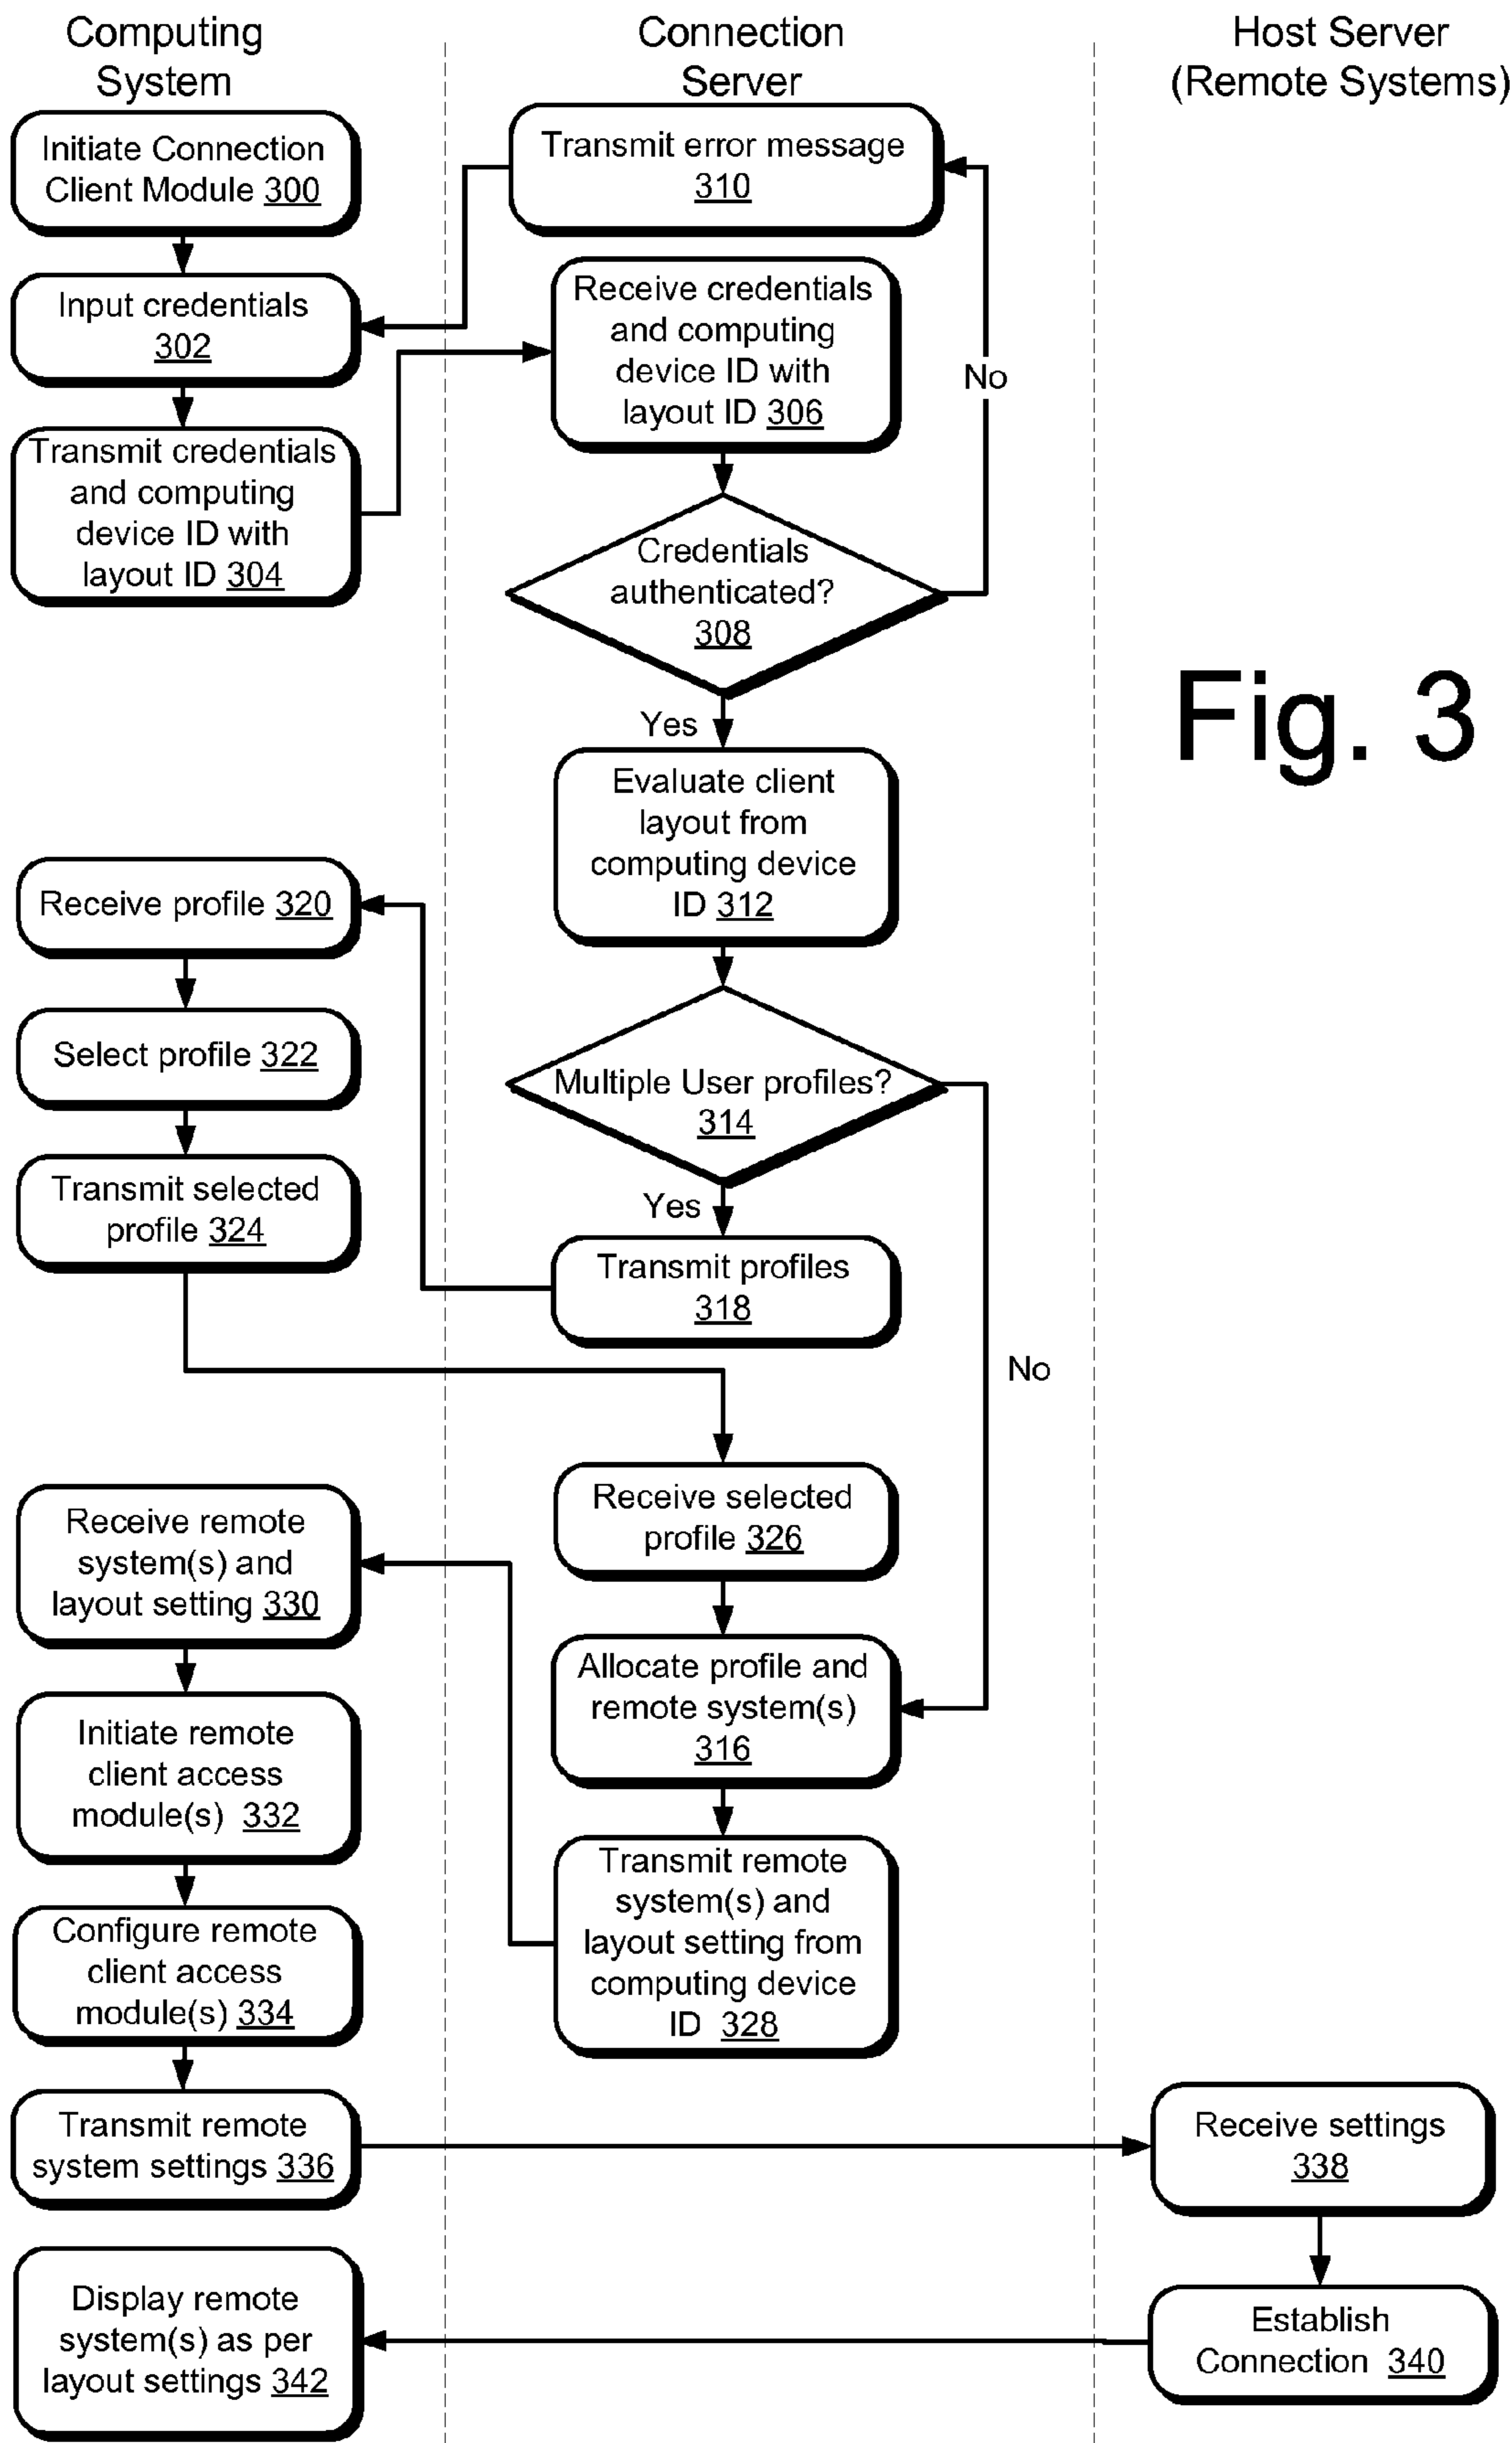 Computing
System
Connection
Server
Host Server
(Remote Systems)
Initiate Connection
Client Module 300
Transmit error message
310
Input credentials
302
Receive credentials
and computing
device ID with
layout ID 306
No
Transmit credentials
and computing
device ID with
layout ID 304
Credentials
authenticated?
308
Fig. 3
Yes
Evaluate client
layout from
computing device
ID 312
Receive profile 320
Select profile 322
Multiple User profiles?
314
Transmit selected
profile 324
Yes
Transmit profiles
318
No
Receive selected
profile 326
Receive remote
system(s) and
layout setting 330
Allocate profile and
remote system(s)
316
Initiate remote
client access
module(s) 332
Transmit remote
system(s) and
layout setting from
computing device
ID 328
Configure remote
client access
module(s) 334
Transmit remote
system settings 336
Receive settings
338
Display remote
system(s) as per
layout settings 342
Establish
Connection 340